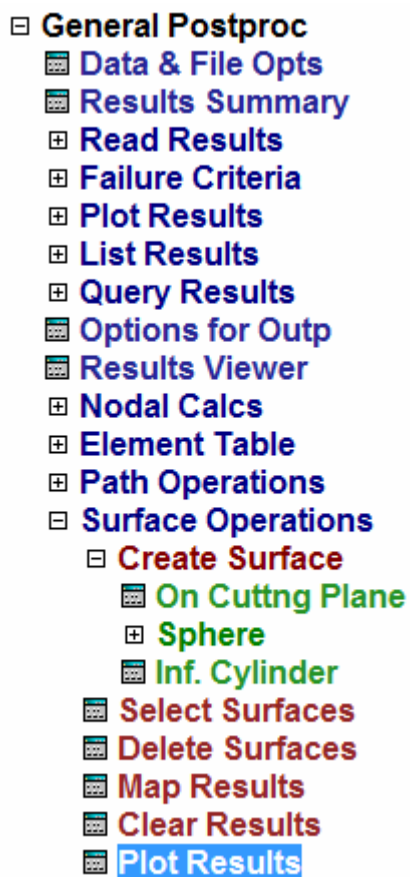 General Postproc
Data & File Opts
Results Summary
Read Results
Failure Criteria
Plot Results
List Results
Query Results
Options for Outp
Results Viewer
Nodal Calcs
Element Table
Path Operations
Surface Operations
Create Surface
On Cuttng Plane
Sphere
Inf. Cylinder
Select Surfaces
Delete Surfaces
Map Results
Clear Results
Plot Results